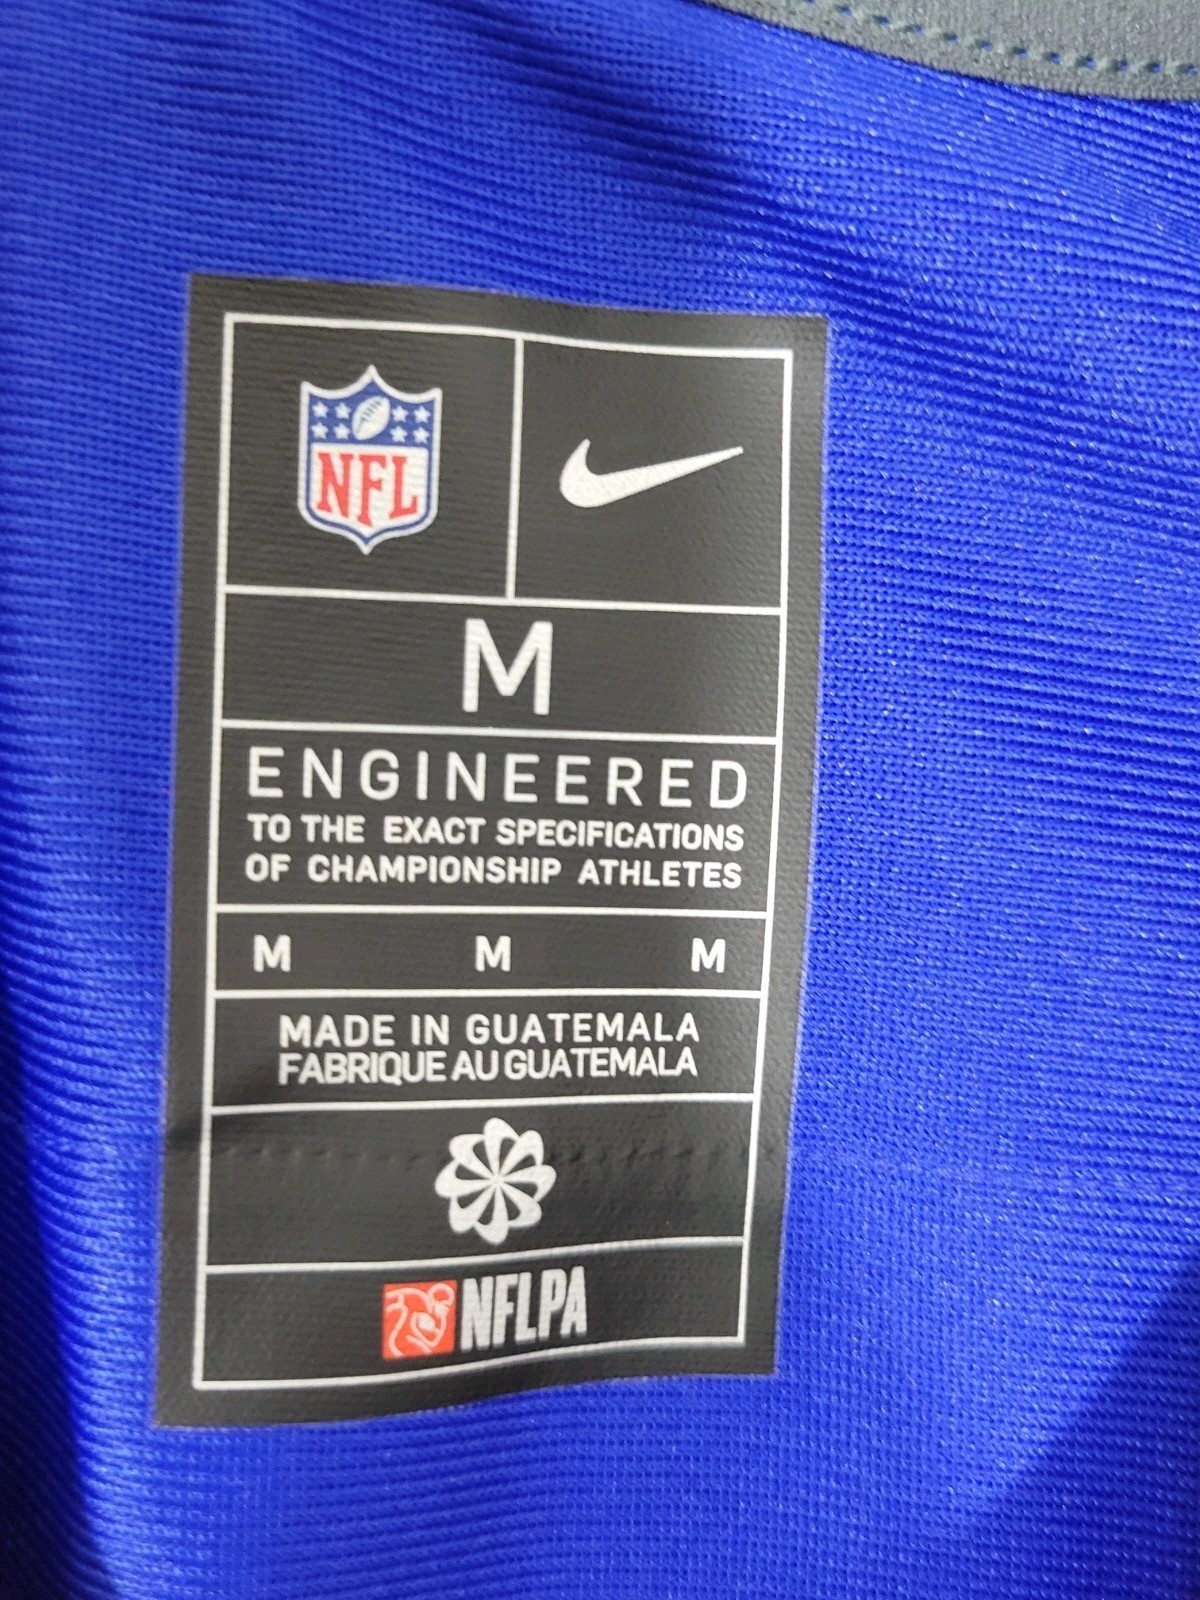 NFL
M
ENGINEERED
TO THE EXACT SPECIFICATIONS
OF CHAMPIONSHIP ATHLETES
M M M
MADE IN GUATEMALA
FABRIQUE AU GUATEMALA
NFLPA